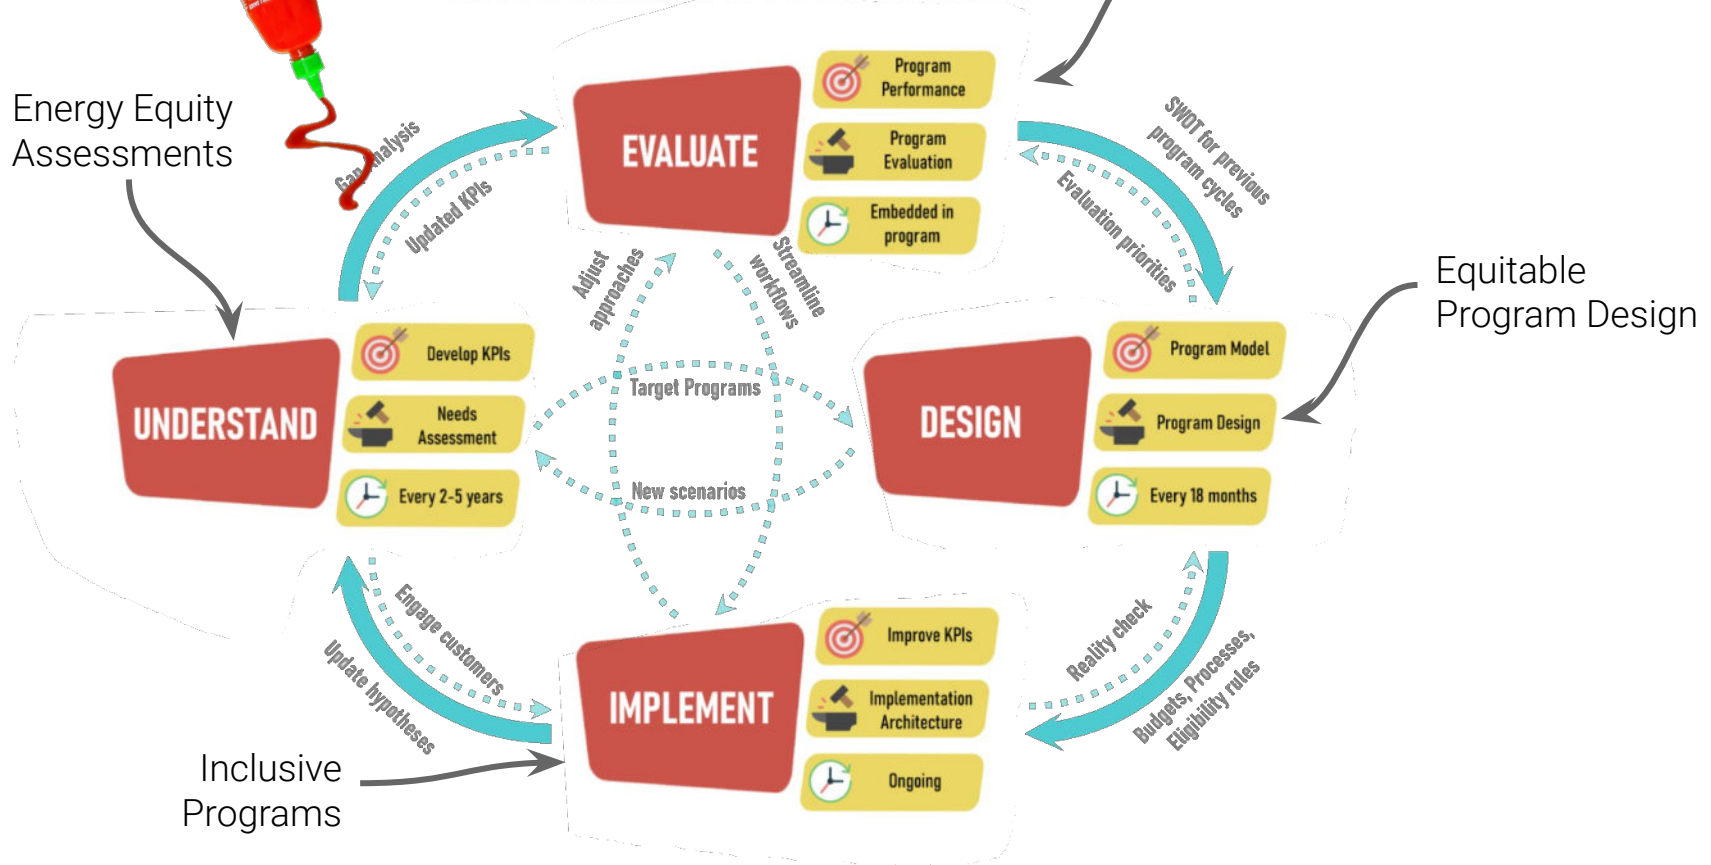 Energy Equity
Assessments
Analysis
Updated KPIs
EVALUATE
Program
Performance
Program
Evaluation
Embedded in
program
SWOT for previous
program cycles
Evaluation priorities
Adjust
approaches
Streamline
workflows
Equitable
Program Design
UNDERSTAND
Develop KPIs
Needs
Assessment
Every 2-5 years
Target Programs
New scenarios
DESIGN
Program Model
Program Design
Every 18 months
Engage customers
Update hypotheses
IMPLEMENT
Improve KPIs
Implementation
Architecture
Ongoing
Reality check
Budgets, Processes,
Eligibility rules
Inclusive
Programs